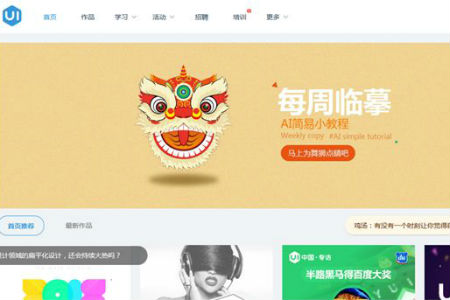 UI
首页
作品
学习
活动
招聘
培训
更多
每周临摹
AI简易小教程
Weekly copy #AI simple tutorial
马上为舞狮点睛吧
首页推荐
最新作品
鸡汤：有没有一个时刻让你觉得
计领域的扁平化设计，还会持续火热吗？
UI 中国·专访
半路黑马得百度大奖